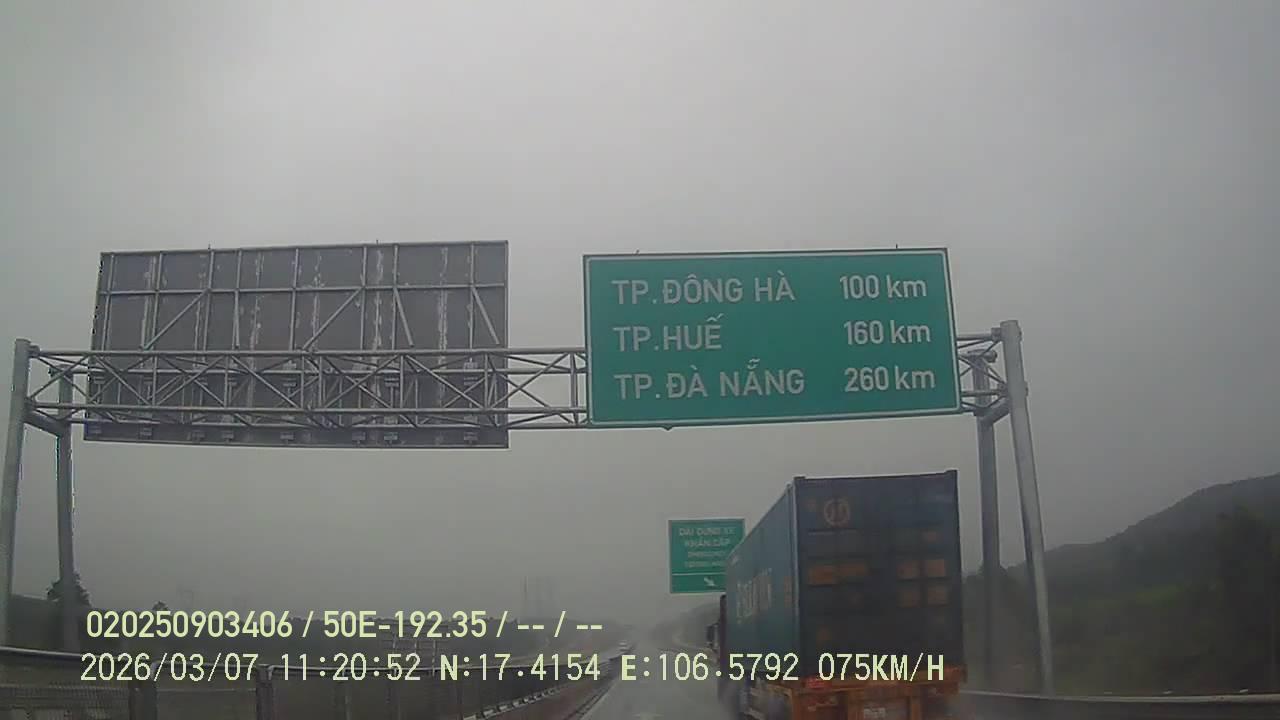 TP.ĐÔNG HÀ 100 km
TP.HUẾ 160 km
TP.ĐÀ NẴNG 260 km
DẢI DỪNG XE
KHẨN CẤP
020250903406 / 50E-192.35 / -- / --
2026/03/07 11:20:52 N:17.4154 E:106.5792 075KM/H